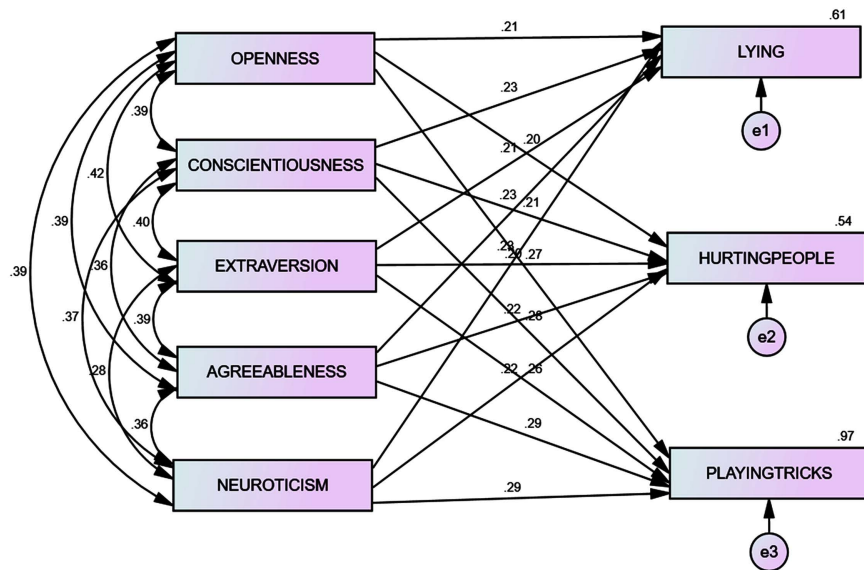 .61
.21
OPENNESS
LYING
.23
.39
e1
.20
.21
CONSCIENTIOUSNESS
.42
.23
.21
.39
.40
.54
.27
.36
EXTRAVERSION
HURTINGPEOPLE
.39
.37
.39
.22
e2
.28
AGREEABLENESS
.22
.26
.36
.29
.97
NEUROTICISM
.29
PLAYINGTRICKS
e3